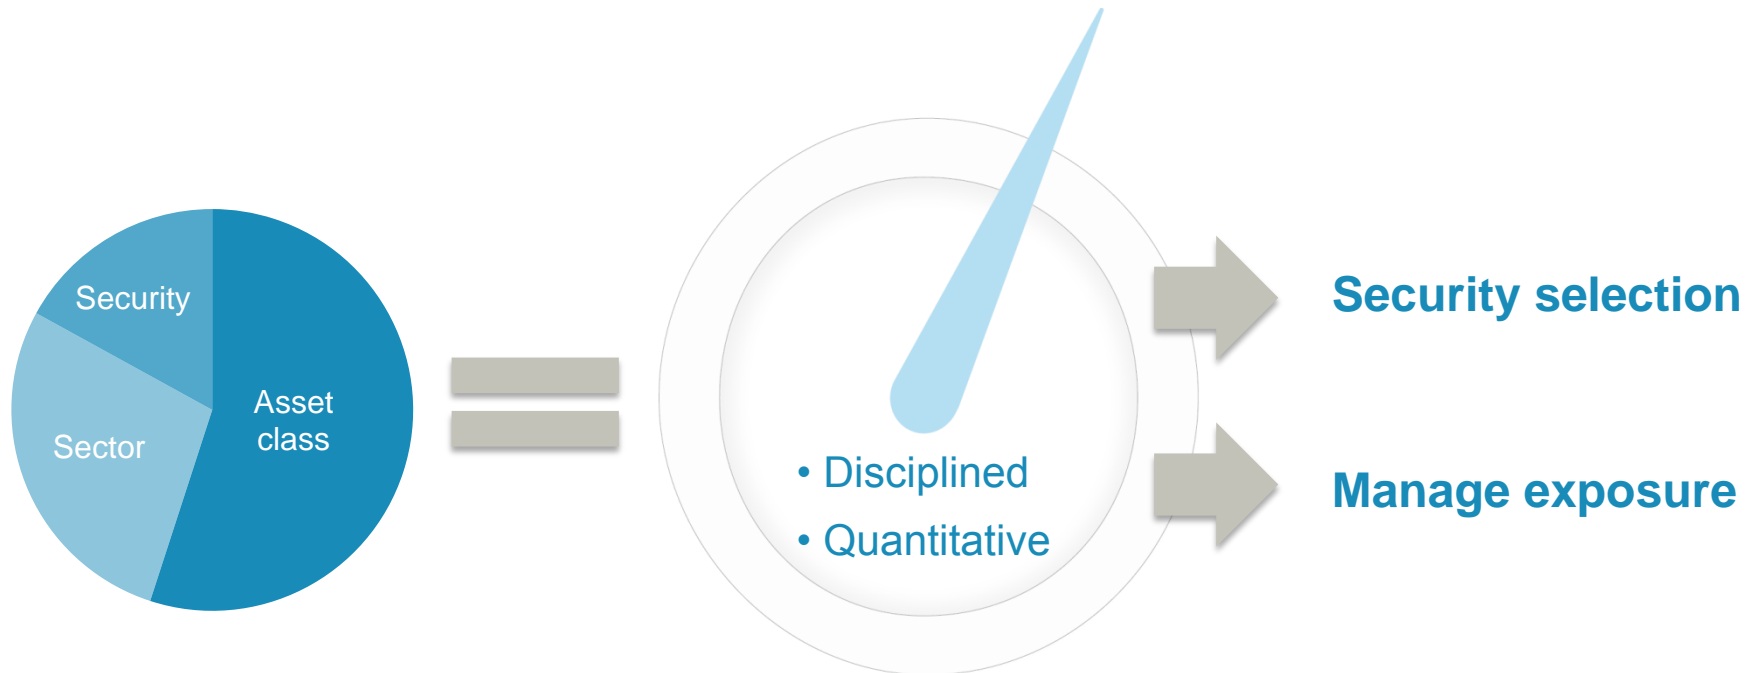 Security
Sector
Asset
class
• Disciplined
• Quantitative
Security selection
Manage exposure